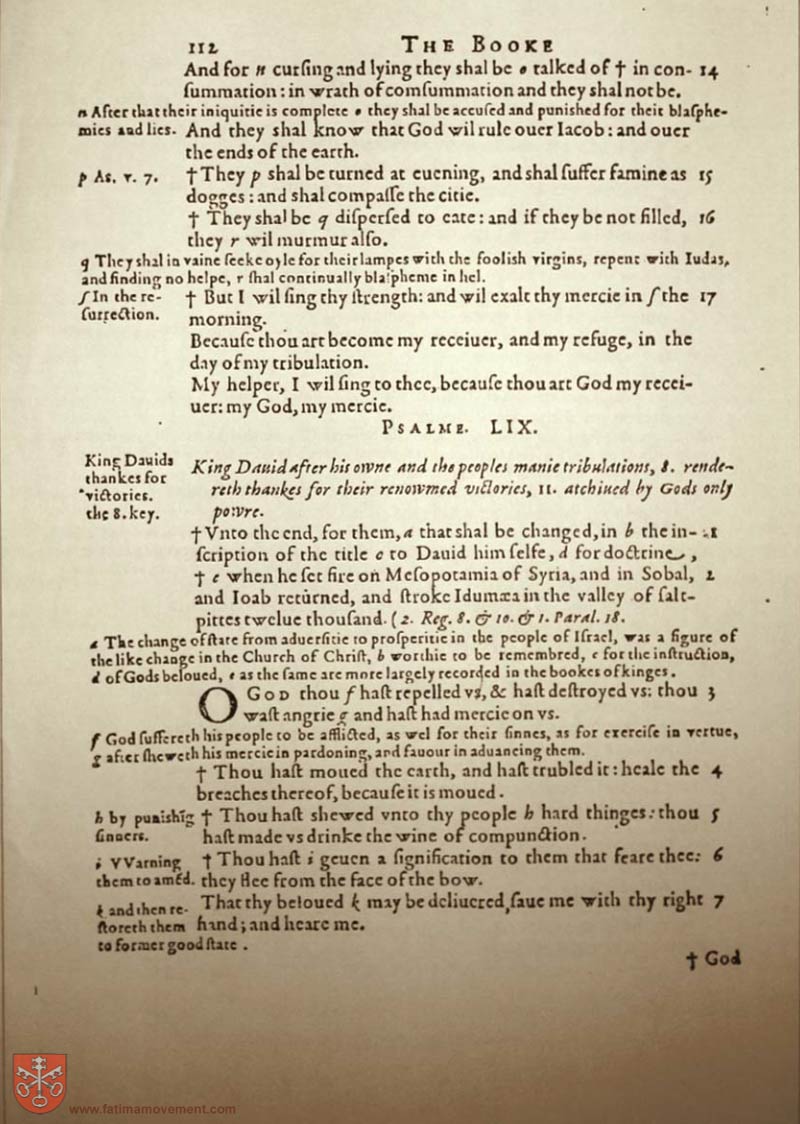 112 THE BOOKE
And for n curſing and lying they ſhal be o talked of † in con- 14
ſummation: in wrath of comſummation and they ſhal not be.
n After that their iniquitie is complete o they ſhal be accuſed and puniſhed for their blaſphe-
mies and lies. And they ſhal know that God wil rule ouer Iacob: and ouer
the ends of the earth.
p As. v. 7. † They p ſhal be turned at euening, and ſhal ſuffer famine as 15
dogges: and ſhal compaſſe the citie.
† They ſhal be q diſperſed to eate: and if they be not filled, 16
they r wil murmur alſo.
q They ſhal in vaine ſeeke oyle for their lampes with the fooliſh virgins, repent with Iudas,
and finding no helpe, r ſhal continually blaſpheme in hel.
ſ In the re- † But I wil ſing thy ſtrength: and wil exalt thy mercie in ſ the 17
ſurrection. morning.
Becauſe thou art become my receiuer, and my refuge, in the
day of my tribulation.
My helper, I wil ſing to thee, becauſe thou art God my recei-
uer: my God, my mercie.
PSALME. LIX.
King Dauids
thankes for
victories.
the 8. key.
King Dauid after his owne and the peoples manie tribulations, 8. rende-
reth thankes for their renowmed victories, 11. atchiued by Gods only
powre.
† Vnto the end, for them, a that ſhal be changed, in b the in- 1
ſcription of the title c to Dauid him ſelfe, d for doctrine,
† e when he ſet fire on Meſopotamia of Syria, and in Sobal, 2
and Ioab returned, and ſtroke Idumæa in the valley of ſalt-
pittes twelue thouſand. (2. Reg. 8. & 10. & 1. Paral. 18.
a The change of ſtate from aduerſitie to proſperitie in the people of Iſrael, was a figure of
the like change in the Church of Chriſt, b worthie to be remembred, c for the inſtruction,
d of Gods beloued, e as the ſame are more largely recorded in the bookes of kinges.
O GOD thou f haſt repelled vs, & haſt deſtroyed vs: thou 3
waſt angrie g and haſt had mercie on vs.
f God ſuffereth his people to be afflicted, as wel for their ſinnes, as for exerciſe in vertue,
g after ſheweth his mercie in pardoning, and fauour in aduancing them.
† Thou haſt moued the earth, and haſt trubled it: heale the 4
breaches thereof, becauſe it is moued.
h by puniſhīg † Thou haſt shewed vnto thy people h hard thinges: thou 5
ſinners. haſt made vs drinke the wine of compunction.
i VVarning † Thou haſt i geuen a ſignification to them that feare thee: 6
them to amēd. they flee from the face of the bow.
k and then re- That thy beloued k may be deliuered, ſaue me with thy right 7
ſtoreth them hand; and heare me.
to former good ſtate.
† God
www.fatimamovement.com